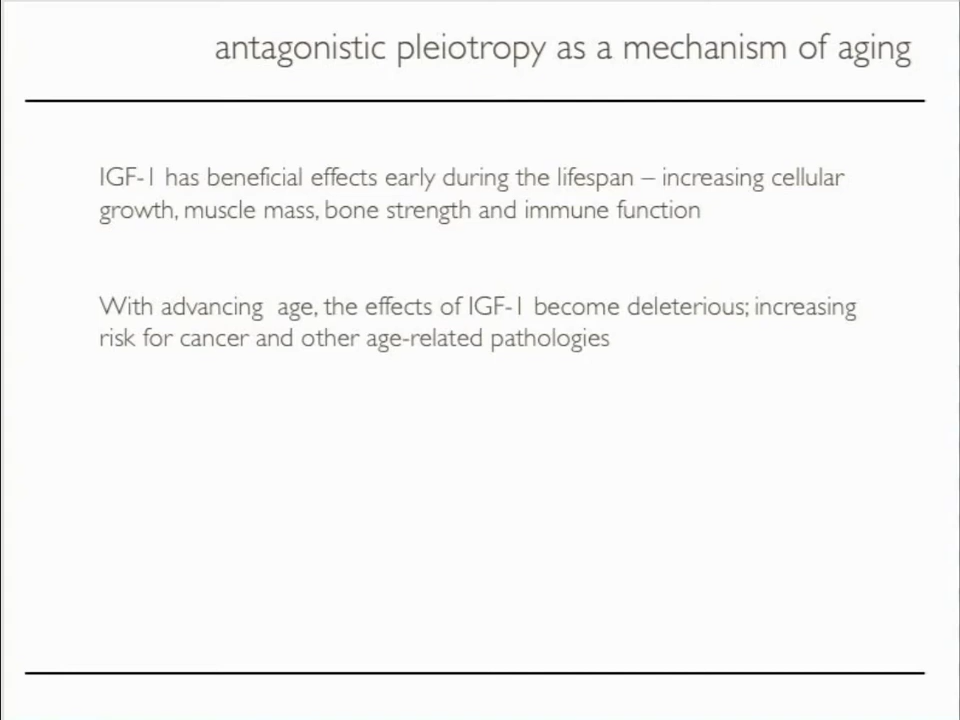 antagonistic pleiotropy as a mechanism of aging
IGF-1 has beneficial effects early during the lifespan – increasing cellular
growth, muscle mass, bone strength and immune function
With advancing  age, the effects of IGF-1 become deleterious; increasing
risk for cancer and other age-related pathologies